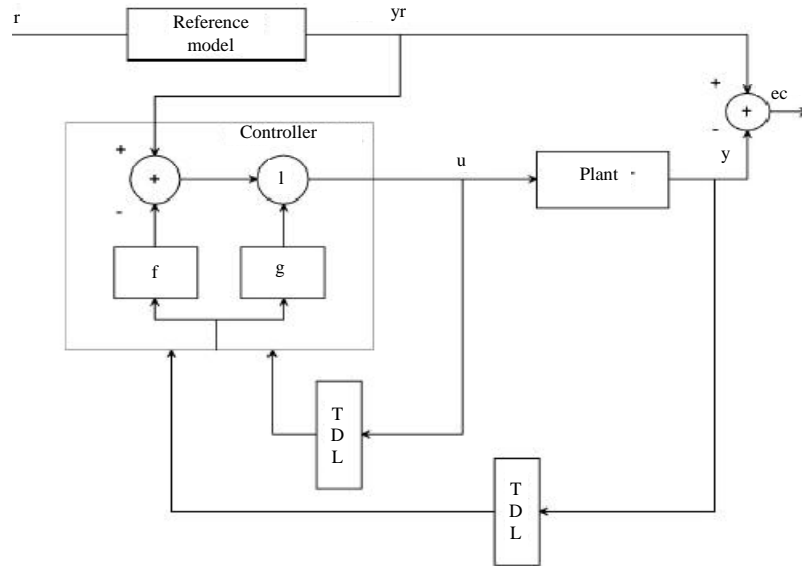 r
Reference
model
yr
+
ec
+
-
Controller
+
+
-
l
u
Plant -
y
f
g
T
D
L
T
D
L